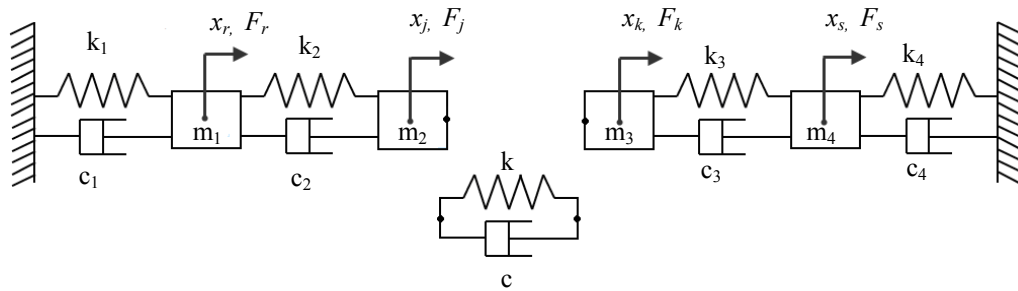 xᵣ, Fᵣ
xⱼ, Fⱼ
xₖ, Fₖ
xₛ, Fₛ
k₁
k₂
k₃
k₄
m₁
m₂
m₃
m₄
c₁
c₂
c₃
c₄
k
c